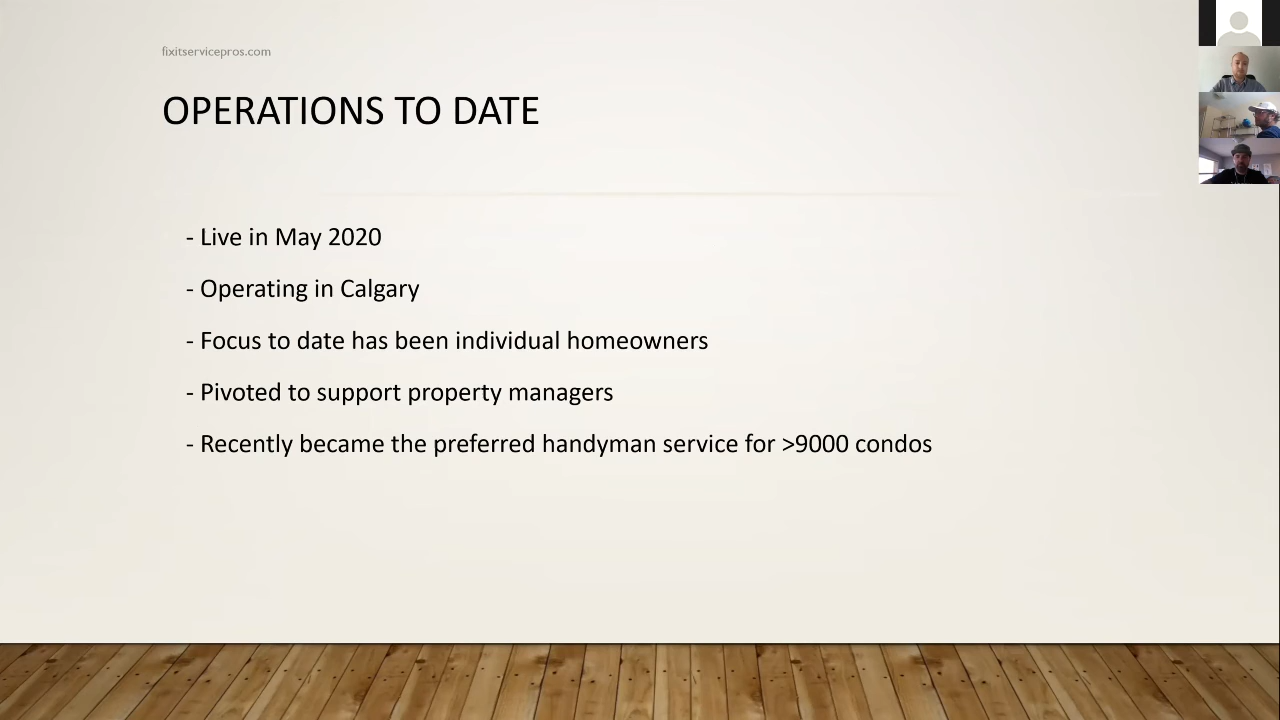 fixitservicepros.com
OPERATIONS TO DATE
- Live in May 2020
- Operating in Calgary
- Focus to date has been individual homeowners
- Pivoted to support property managers
- Recently became the preferred handyman service for >9000 condos